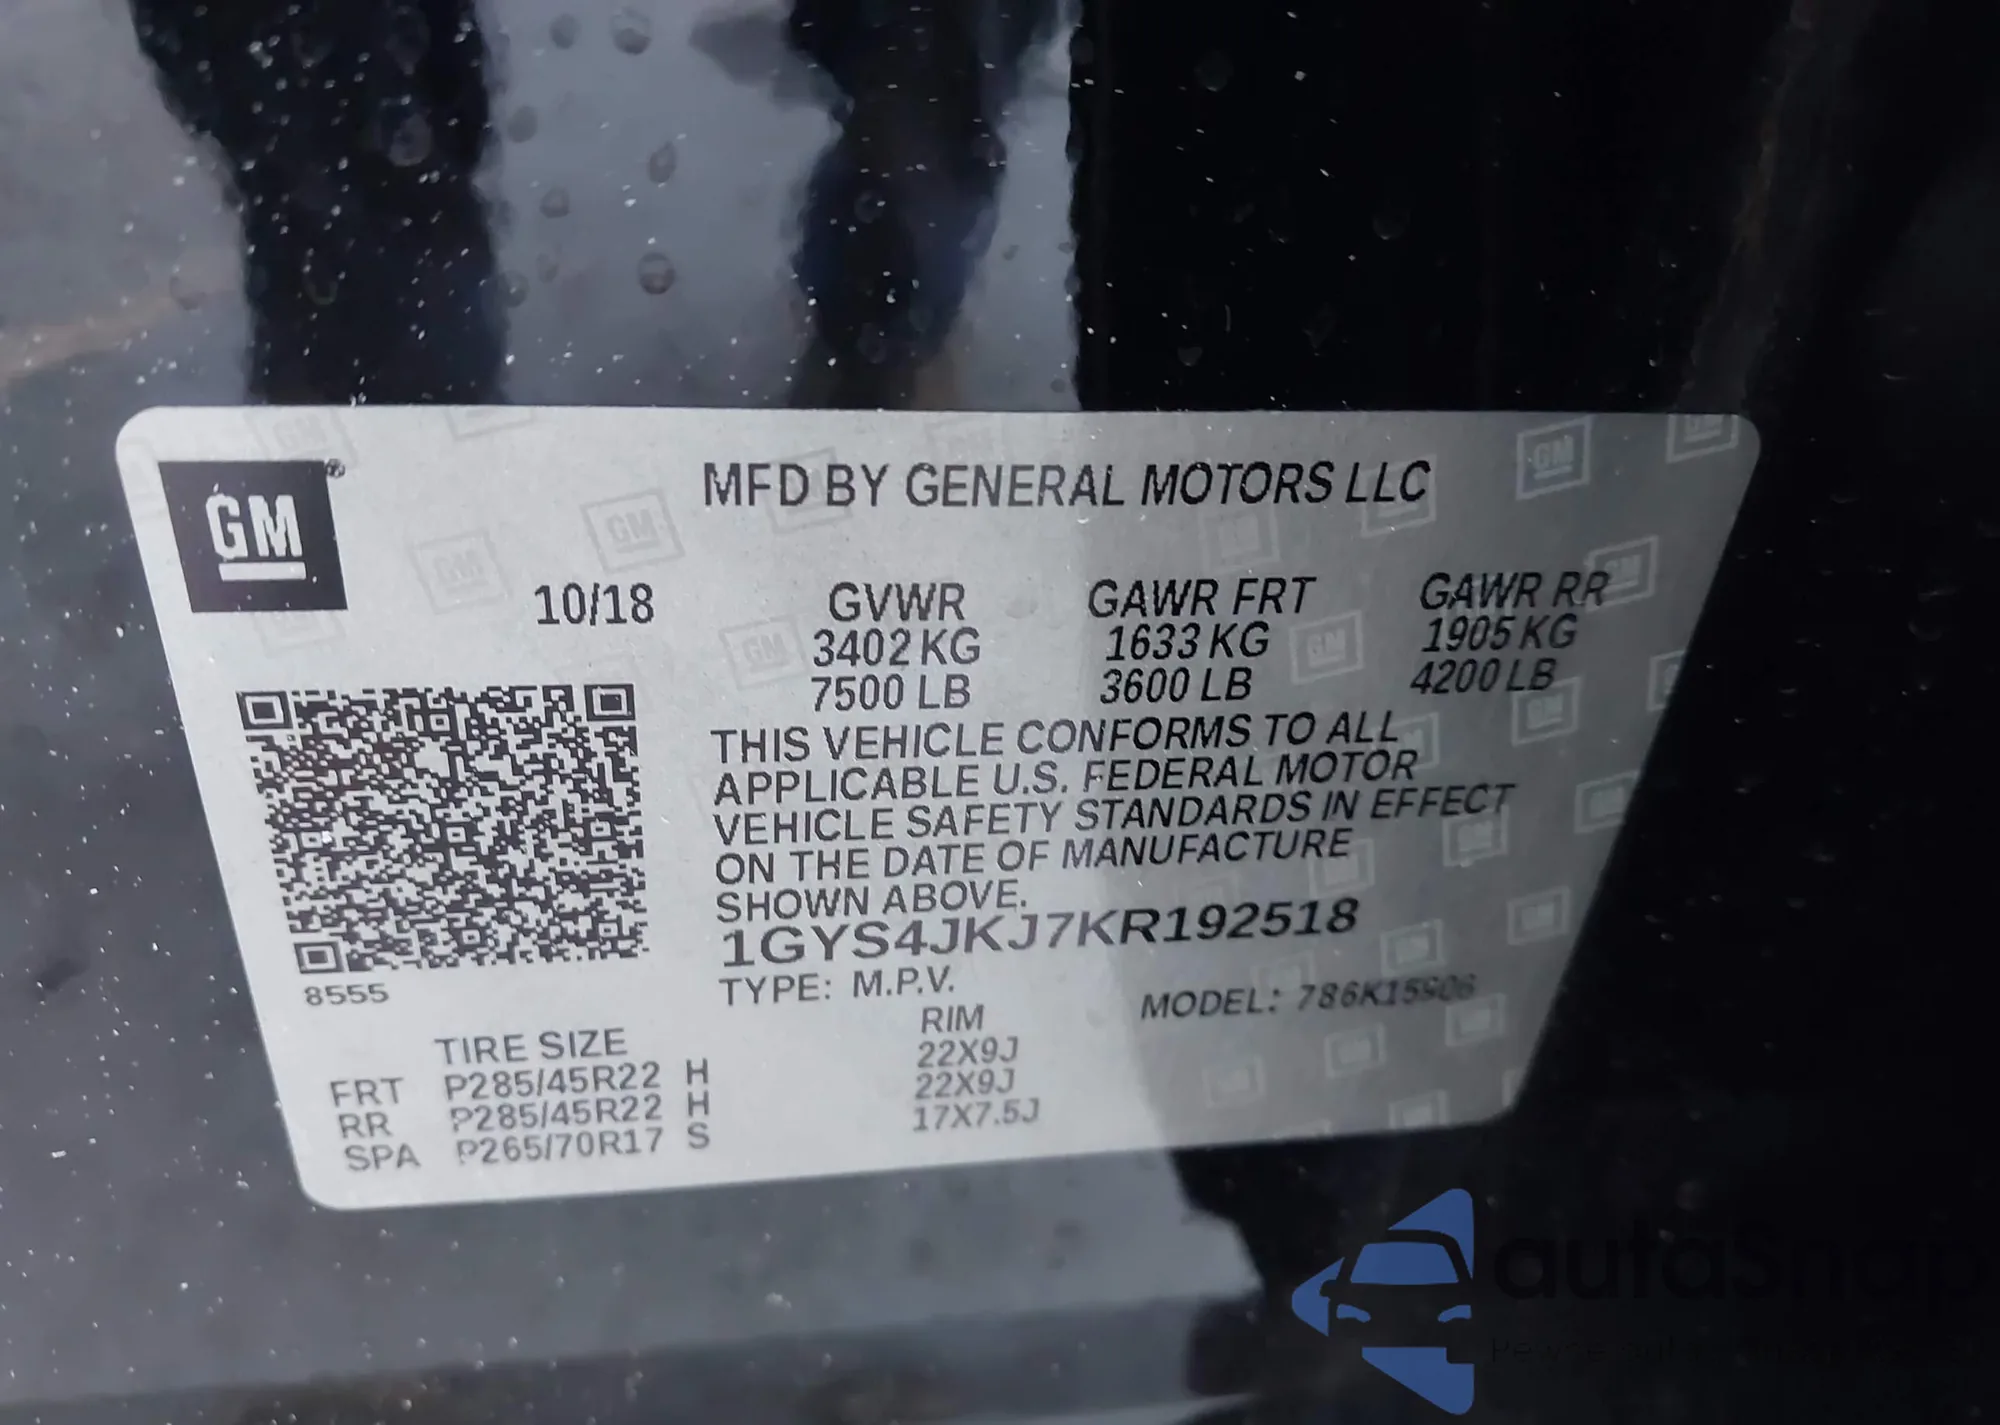 GM
MFD BY GENERAL MOTORS LLC
10/18 GVWR GAWR FRT GAWR RR
3402 KG 1633 KG 1905 KG
7500 LB 3600 LB 4200 LB
THIS VEHICLE CONFORMS TO ALL
APPLICABLE U.S. FEDERAL MOTOR
VEHICLE SAFETY STANDARDS IN EFFECT
ON THE DATE OF MANUFACTURE
SHOWN ABOVE.
1GYS4JKJ7KR192518
8555
TYPE: M.P.V. MODEL: 786K15906
TIRE SIZE RIM
FRT P285/45R22 H 22X9J
RR P285/45R22 H 22X9J
SPA P265/70R17 S 17X7.5J